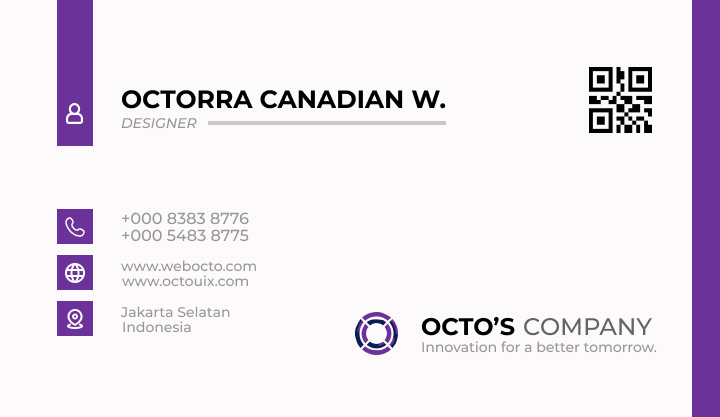 OCTORRA CANADIAN W.
DESIGNER
+000 8383 8776
+000 5483 8775
www.webocto.com
www.octouix.com
Jakarta Selatan
Indonesia
OCTO’S COMPANY
Innovation for a better tomorrow.